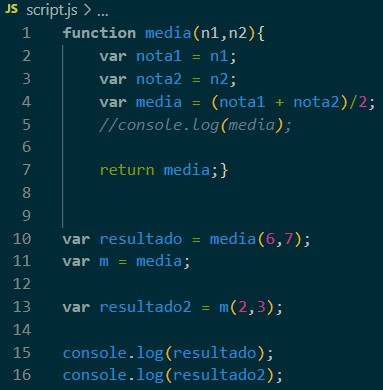 JS script.js > ...
1 function media(n1,n2){
2     var nota1 = n1;
3     var nota2 = n2;
4     var media = (nota1 + nota2)/2;
5     //console.log(media);
6
7     return media;}
8
9
10 var resultado = media(6,7);
11 var m = media;
12
13 var resultado2 = m(2,3);
14
15 console.log(resultado);
16 console.log(resultado2);